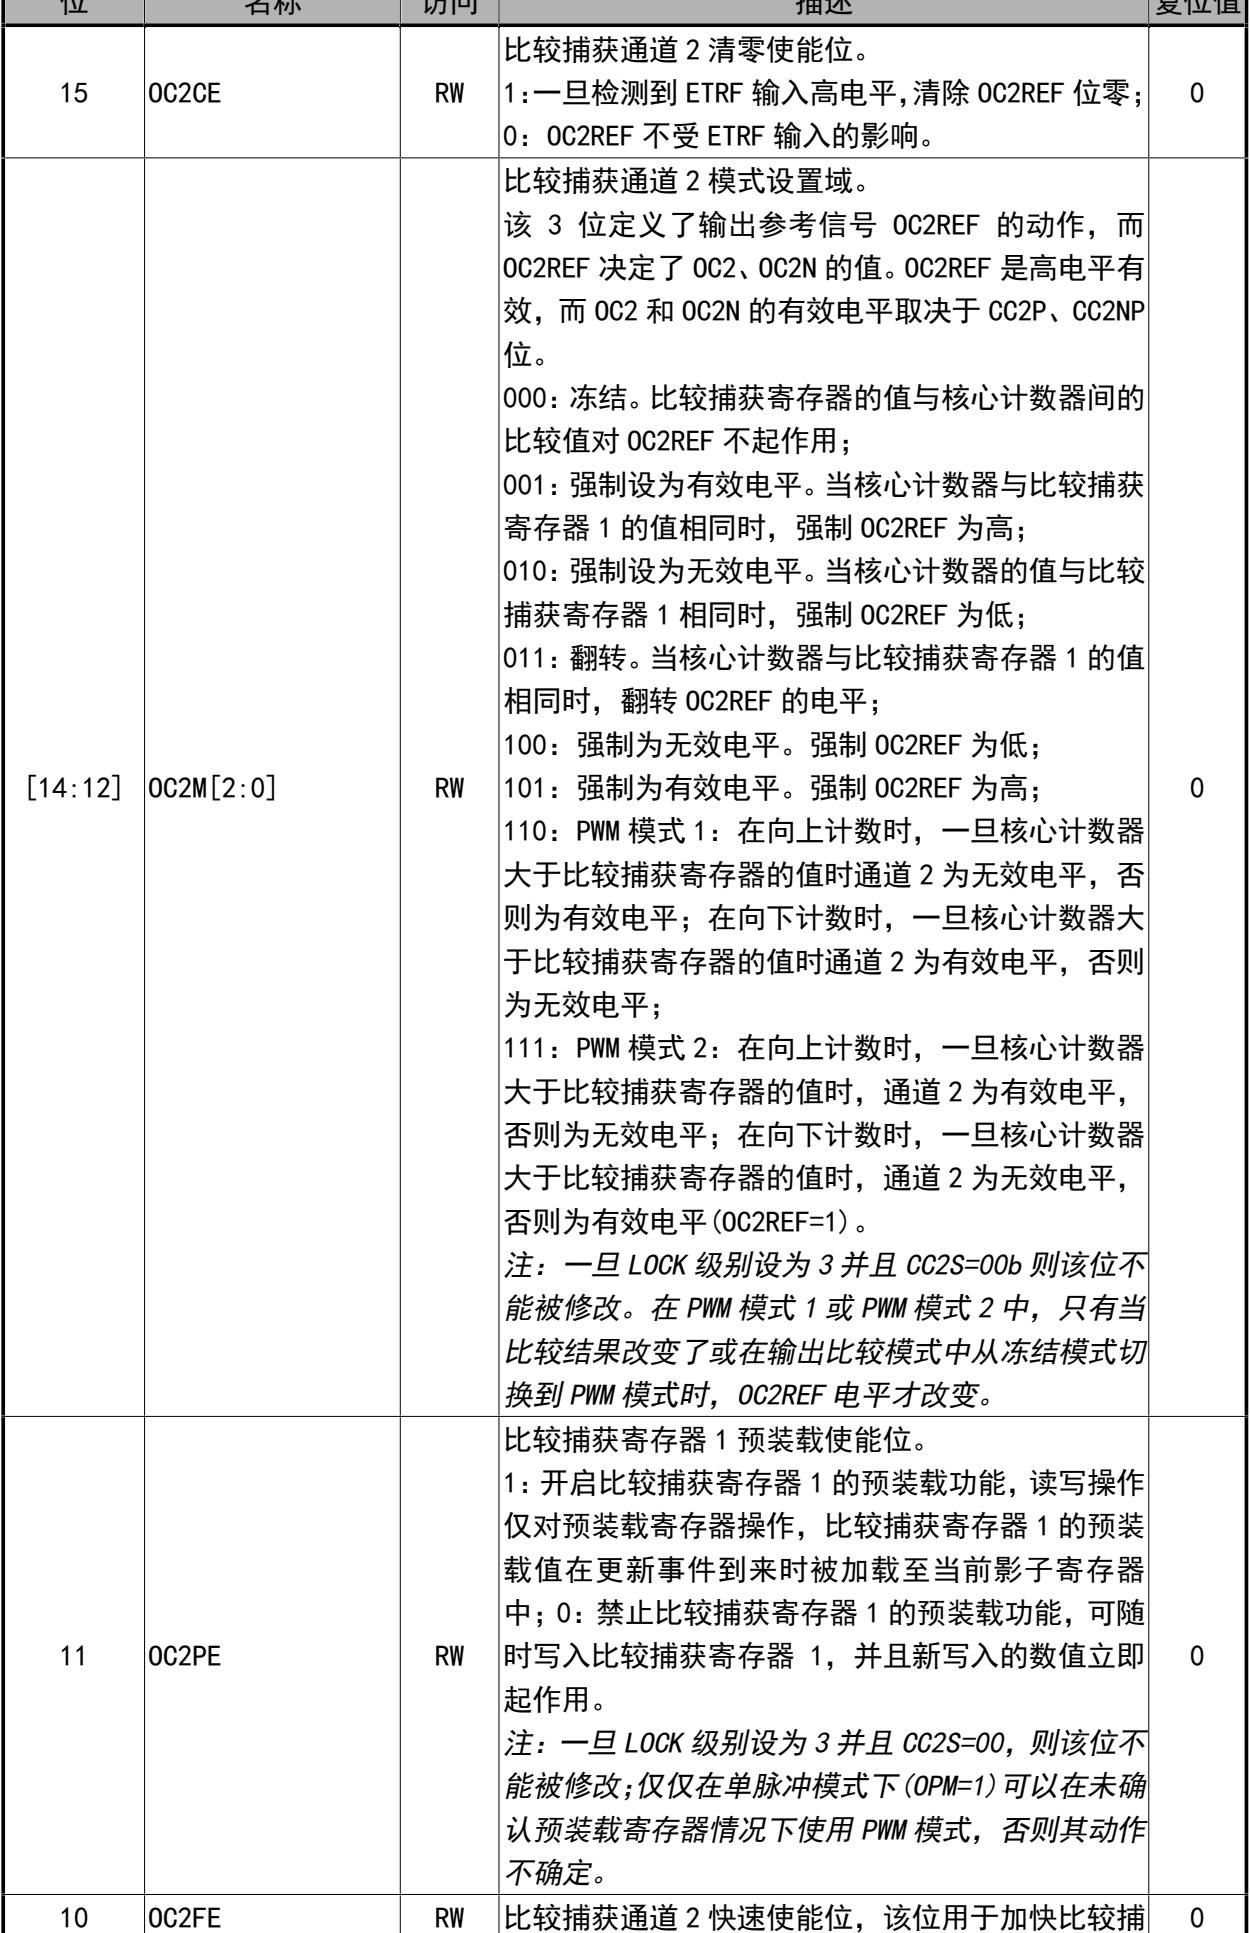 位 名称 访问 描述 复位值
15 OC2CE RW 比较捕获通道 2 清零使能位。
1:一旦检测到 ETRF 输入高电平,清除 OC2REF 位零;
0: OC2REF 不受 ETRF 输入的影响。 0
[14:12] OC2M[2:0] RW 比较捕获通道 2 模式设置域。
该 3 位定义了输出参考信号 OC2REF 的动作，而
OC2REF 决定了 OC2、OC2N 的值。OC2REF 是高电平有
效，而 OC2 和 OC2N 的有效电平取决于 CC2P、CC2NP
位。
000：冻结。比较捕获寄存器的值与核心计数器间的
比较值对 OC2REF 不起作用；
001：强制设为有效电平。当核心计数器与比较捕获
寄存器 1 的值相同时，强制 OC2REF 为高；
010：强制设为无效电平。当核心计数器的值与比较
捕获寄存器 1 相同时，强制 OC2REF 为低；
011：翻转。当核心计数器与比较捕获寄存器 1 的值
相同时，翻转 OC2REF 的电平；
100：强制为无效电平。强制 OC2REF 为低；
101：强制为有效电平。强制 OC2REF 为高；
110：PWM 模式 1：在向上计数时，一旦核心计数器
大于比较捕获寄存器的值时通道 2 为无效电平，否
则为有效电平；在向下计数时，一旦核心计数器大
于比较捕获寄存器的值时通道 2 为有效电平，否则
为无效电平；
111：PWM 模式 2：在向上计数时，一旦核心计数器
大于比较捕获寄存器的值时，通道 2 为有效电平，
否则为无效电平；在向下计数时，一旦核心计数器
大于比较捕获寄存器的值时，通道 2 为无效电平，
否则为有效电平(OC2REF=1)。
注：一旦 LOCK 级别设为 3 并且 CC2S=00b 则该位不
能被修改。在 PWM 模式 1 或 PWM 模式 2 中，只有当
比较结果改变了或在输出比较模式中从冻结模式切
换到 PWM 模式时，OC2REF 电平才改变。 0
11 OC2PE RW 比较捕获寄存器 1 预装载使能位。
1：开启比较捕获寄存器 1 的预装载功能，读写操作
仅对预装载寄存器操作，比较捕获寄存器 1 的预装
载值在更新事件到来时被加载至当前影子寄存器
中；0：禁止比较捕获寄存器 1 的预装载功能，可随
时写入比较捕获寄存器 1，并且新写入的数值立即
起作用。
注：一旦 LOCK 级别设为 3 并且 CC2S=00，则该位不
能被修改;仅仅在单脉冲模式下(OPM=1)可以在未确
认预装载寄存器情况下使用 PWM 模式，否则其动作
不确定。 0
10 OC2FE RW 比较捕获通道 2 快速使能位，该位用于加快比较捕 0